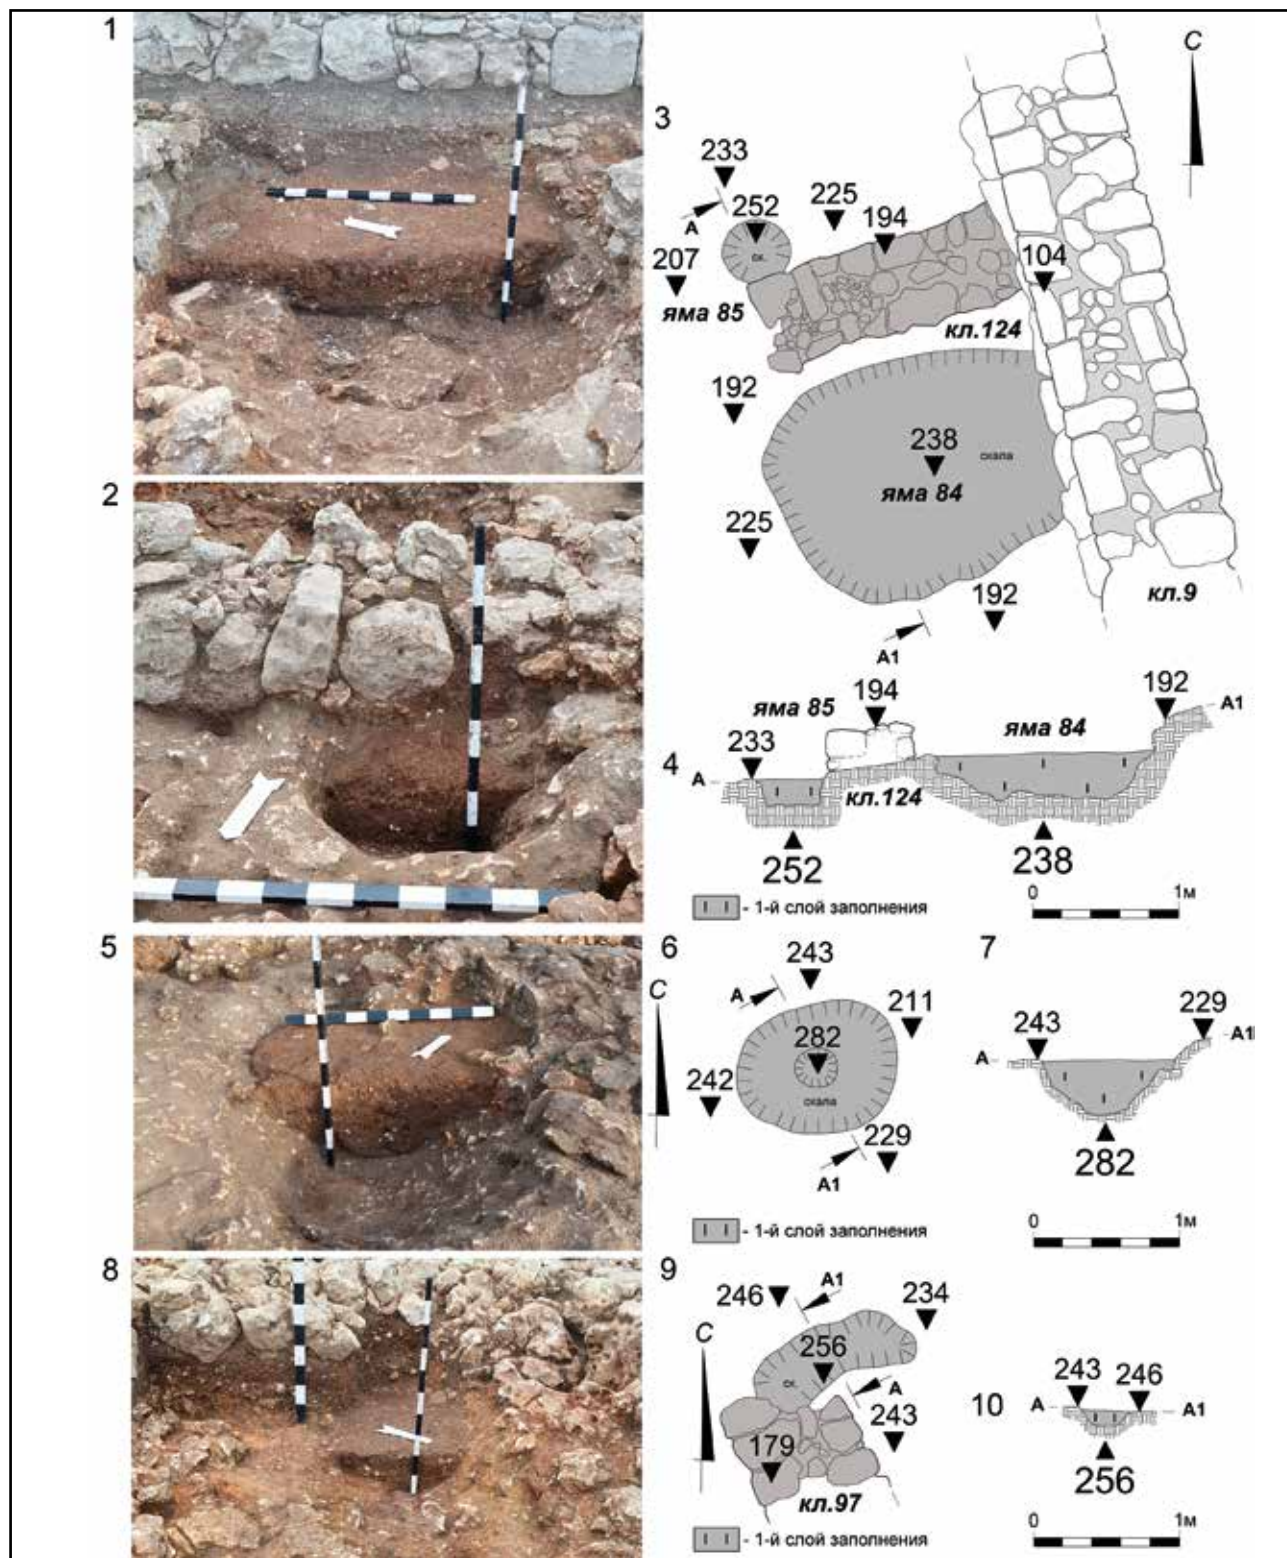 1
2
3
С
233
А
252
ск.
225
194
207
яма 85
104
кл.124
192
238
скала
яма 84
225
192
А1
кл.9
4
яма 85
194
192
А1
яма 84
233
А
кл.124
252
238
- 1-й слой заполнения
0 1м
5
6
С
243
А
211
282
242
скала
229
А1
- 1-й слой заполнения
7
229
243
А1
А
282
0 1м
8
9
С
246
А1
234
256
ск.
А
243
179
кл.97
- 1-й слой заполнения
10
243
246
А
А1
256
0 1м